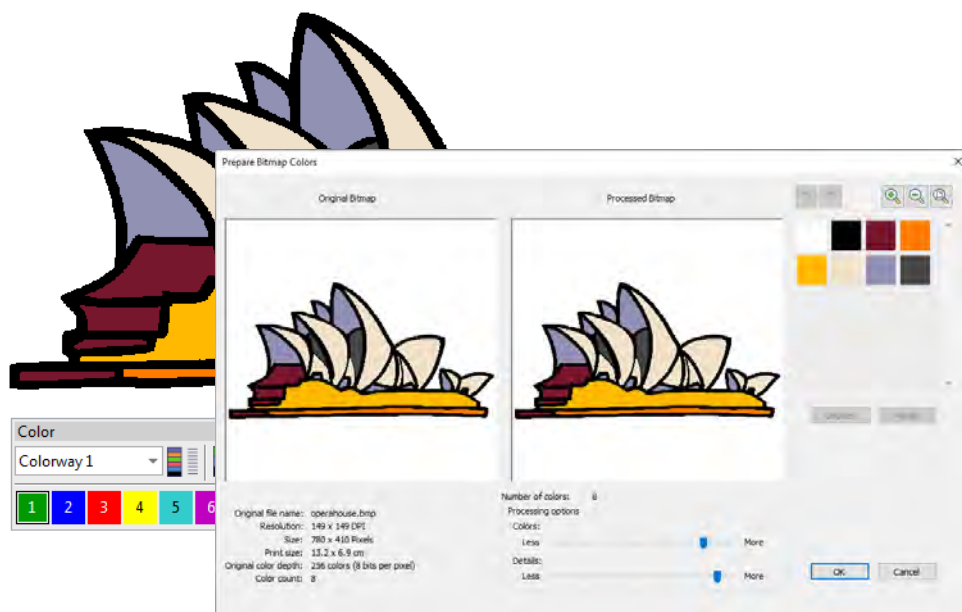 Prepare Bitmap Colors
Original Bitmap
Processed Bitmap
Color
Colorway 1
1 2 3 4 5 6
Original file name: operahouse.bmp
Resolution: 149 x 149 DPI
Size: 780 x 410 Pixels
Print size: 13.2 x 6.9 cm
Original color depth: 256 colors (8 bits per pixel)
Color count: 8
Number of colors: 8
Processing options
Colors:
Less More
Details:
Less More
OK Cancel